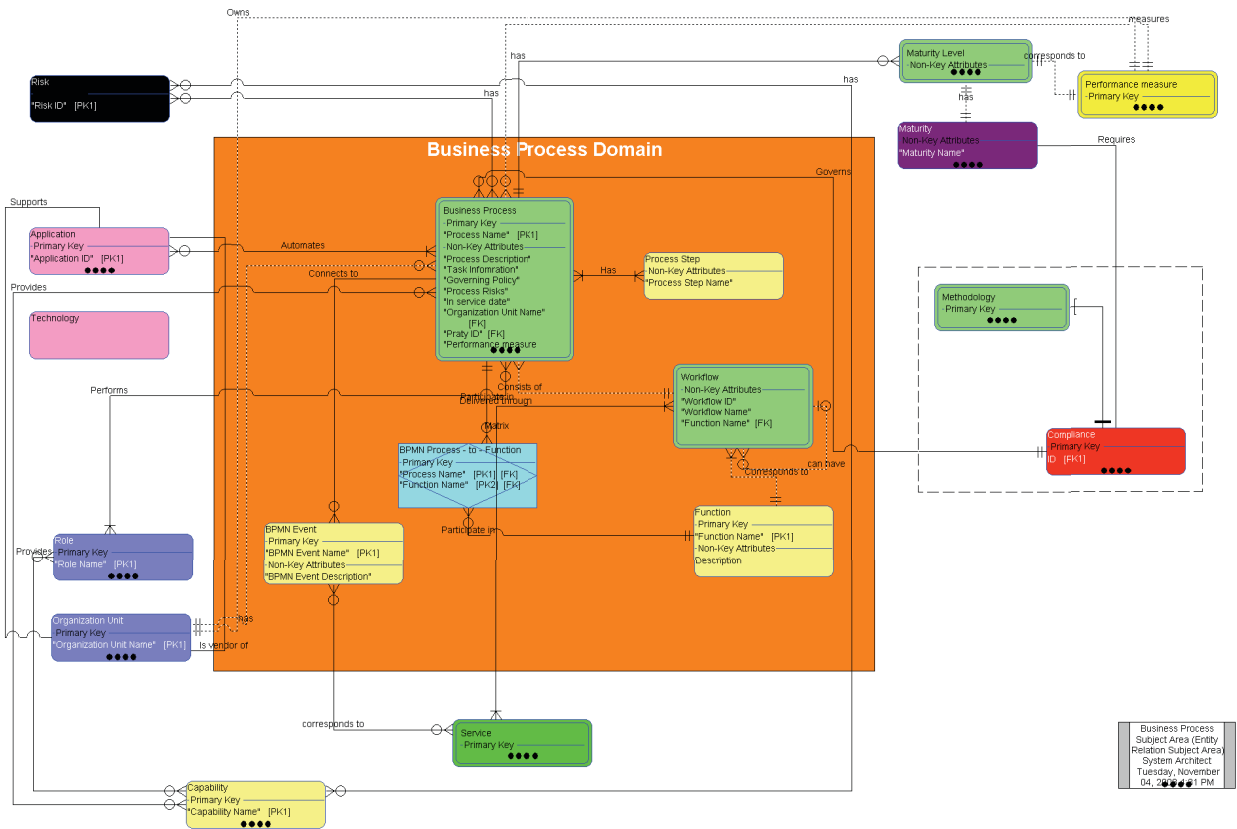 Owns
measures
has
Maturity Level
-Non-Key Attributes
corresponds to
Performance measure
-Primary Key
Risk
"Risk ID" [PK1]
has
has
has
Maturity
Non-Key Attributes
"Maturity Name"
Requires
Business Process Domain
Governs
Supports
Application
-Primary Key
"Application ID" [PK1]
Automates
Connects to
Provides
Technology
Business Process
-Primary Key
"Process Name" [PK1]
-Non-Key Attributes
"Process Description"
"Task Infomration"
"Governing Policy"
"Process Risks"
"In service date"
"Organization Unit Name"
[FK]
"Praty ID" [FK]
"Performance measure
Has
Process Step
-Non-Key Attributes
"Process Step Name"
Methodology
-Primary Key
Performs
Consists of
Participate in
Delivered through
Matrix
Workflow
-Non-Key Attributes
"Workflow ID"
"Workflow Name"
"Function Name" [FK]
can have
Corresponds to
Compliance
Primary Key
ID [PK1]
BPMN Process - to - Function
-Primary Key
"Process Name" [PK1] [FK]
"Function Name" [PK2] [FK]
Participate in
Function
-Primary Key
"Function Name" [PK1]
-Non-Key Attributes
Description
BPMN Event
-Primary Key
"BPMN Event Name" [PK1]
-Non-Key Attributes
"BPMN Event Description"
Provides
Role
Primary Key
"Role Name" [PK1]
Organization Unit
Primary Key
"Organization Unit Name" [PK1]
has
Is vendor of
corresponds to
Service
-Primary Key
Capability
-Primary Key
"Capability Name" [PK1]
Business Process
Subject Area (Entity
Relation Subject Area)
System Architect
Tuesday, November
04, PM